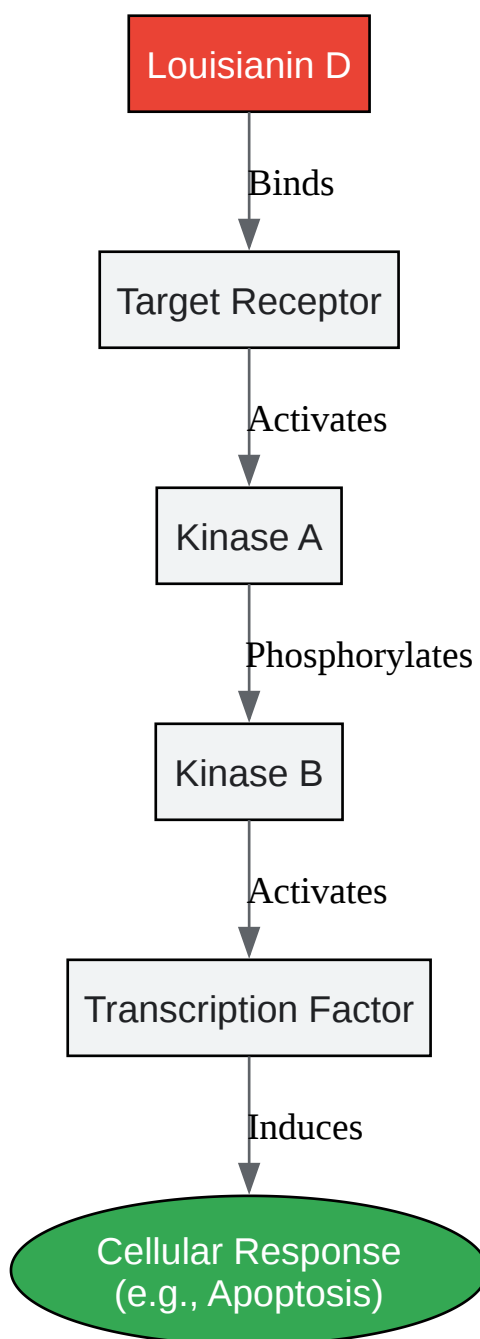 Louisianin D
Binds
Target Receptor
Activates
Kinase A
Phosphorylates
Kinase B
Activates
Transcription Factor
Induces
Cellular Response
(e.g., Apoptosis)